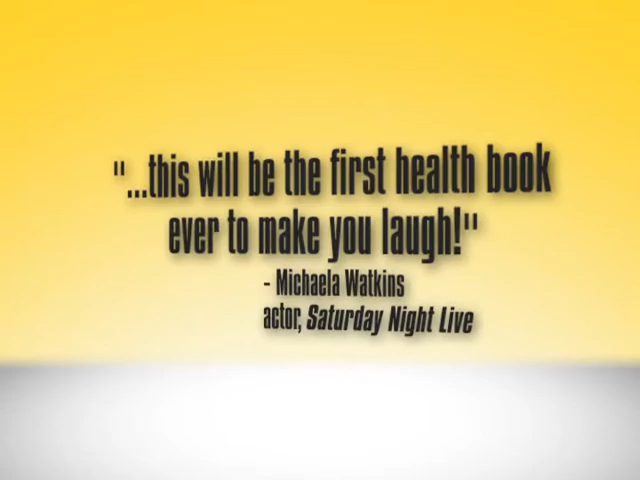 "...this will be the first health book
ever to make you laugh!"
- Michaela Watkins
actor, Saturday Night Live